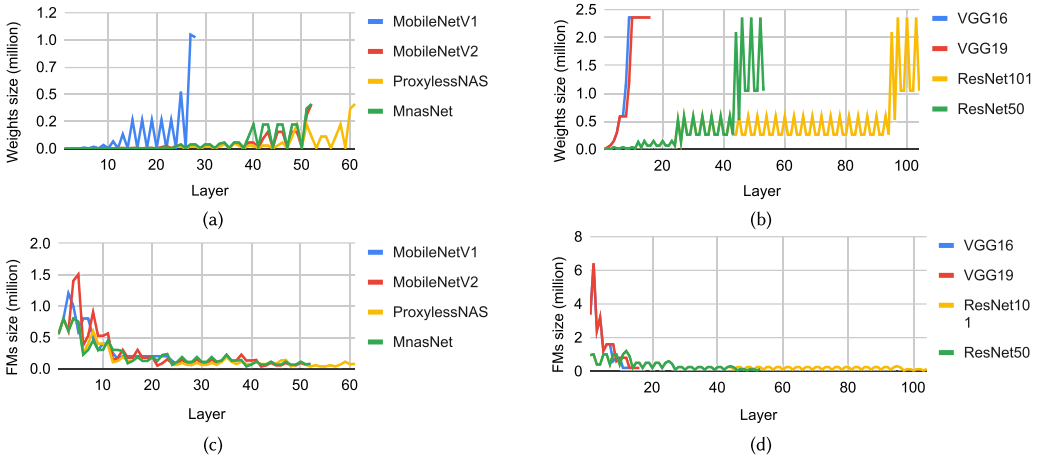 Weights size (million)
1.2
1.0
0.7
0.5
0.2
0.0
10
20
30
40
50
60
Layer
MobileNetV1
MobileNetV2
ProxylessNAS
MnasNet
(a)
Weights size (million)
2.5
2.0
1.5
1.0
0.5
0.0
20
40
60
80
100
Layer
VGG16
VGG19
ResNet101
ResNet50
(b)
FMs size (million)
2.0
1.5
1.0
0.5
0.0
10
20
30
40
50
60
Layer
MobileNetV1
MobileNetV2
ProxylessNAS
MnasNet
(c)
FMs size (million)
8
6
4
2
0
20
40
60
80
100
Layer
VGG16
VGG19
ResNet10
1
ResNet50
(d)